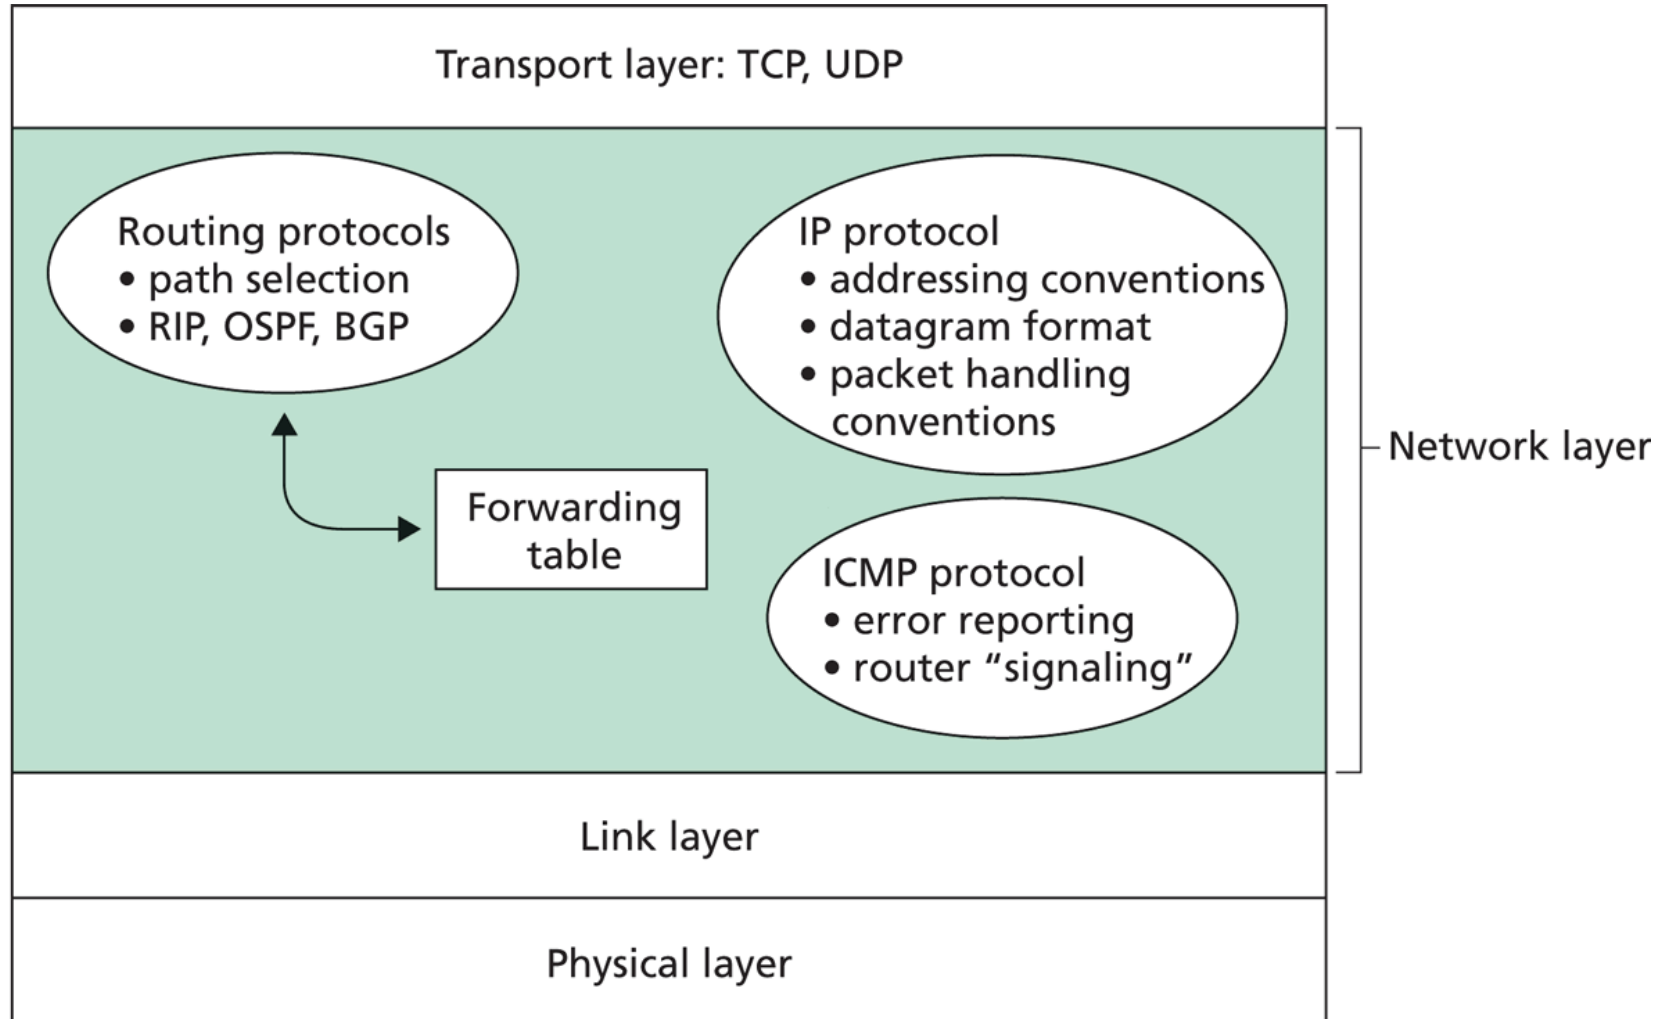 Transport layer: TCP, UDP
Routing protocols
• path selection
• RIP, OSPF, BGP
IP protocol
• addressing conventions
• datagram format
• packet handling
conventions
Network layer
Forwarding
table
ICMP protocol
• error reporting
• router “signaling”
Link layer
Physical layer